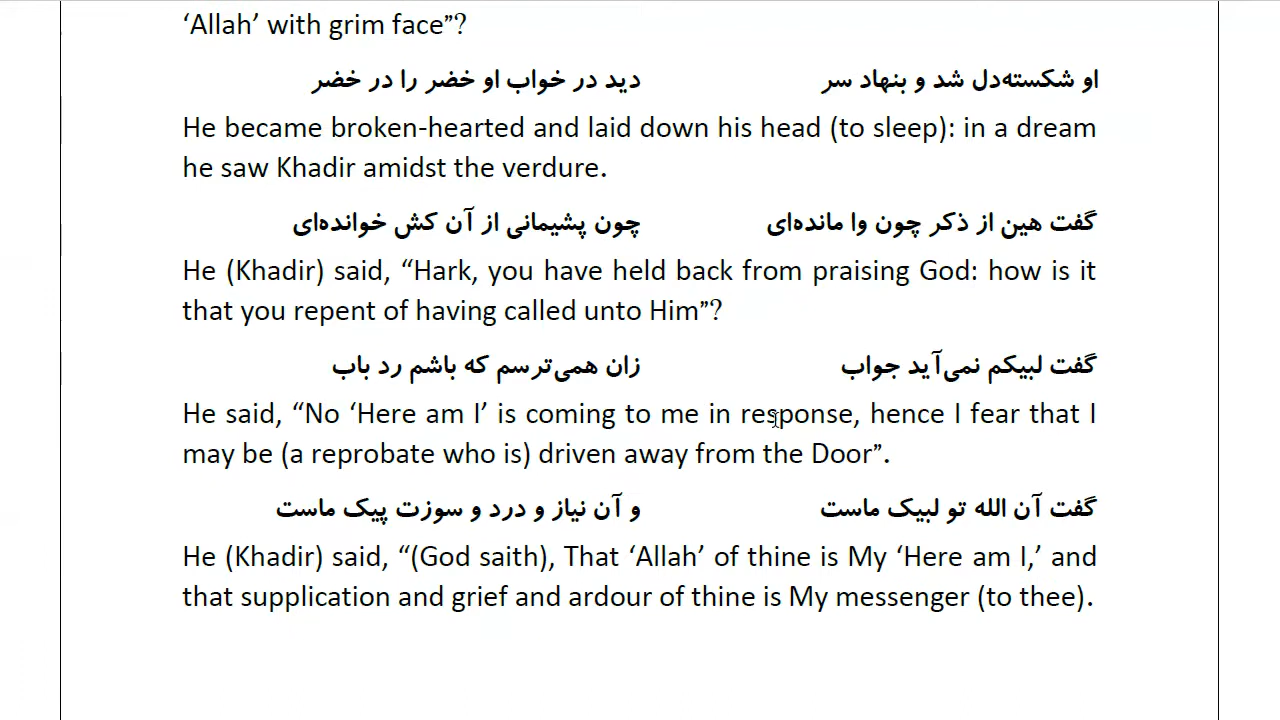 ‘Allah’ with grim face”?
او شکسته‌دل شد و بنهاد سر دید در خواب او خضر را در خضر
He became broken-hearted and laid down his head (to sleep): in a dream
he saw Khadir amidst the verdure.
گفت هین از ذکر چون وا مانده‌ای چون پشیمانی از آن کش خوانده‌ای
He (Khadir) said, “Hark, you have held back from praising God: how is it
that you repent of having called unto Him”?
گفت لبیکم نمی‌آید جواب زان همی‌ترسم که باشم رد باب
He said, “No ‘Here am I’ is coming to me in response, hence I fear that I
may be (a reprobate who is) driven away from the Door”.
گفت آن الله تو لبیک ماست و آن نیاز و درد و سوزت پیک ماست
He (Khadir) said, “(God saith), That ‘Allah’ of thine is My ‘Here am I,’ and
that supplication and grief and ardour of thine is My messenger (to thee).